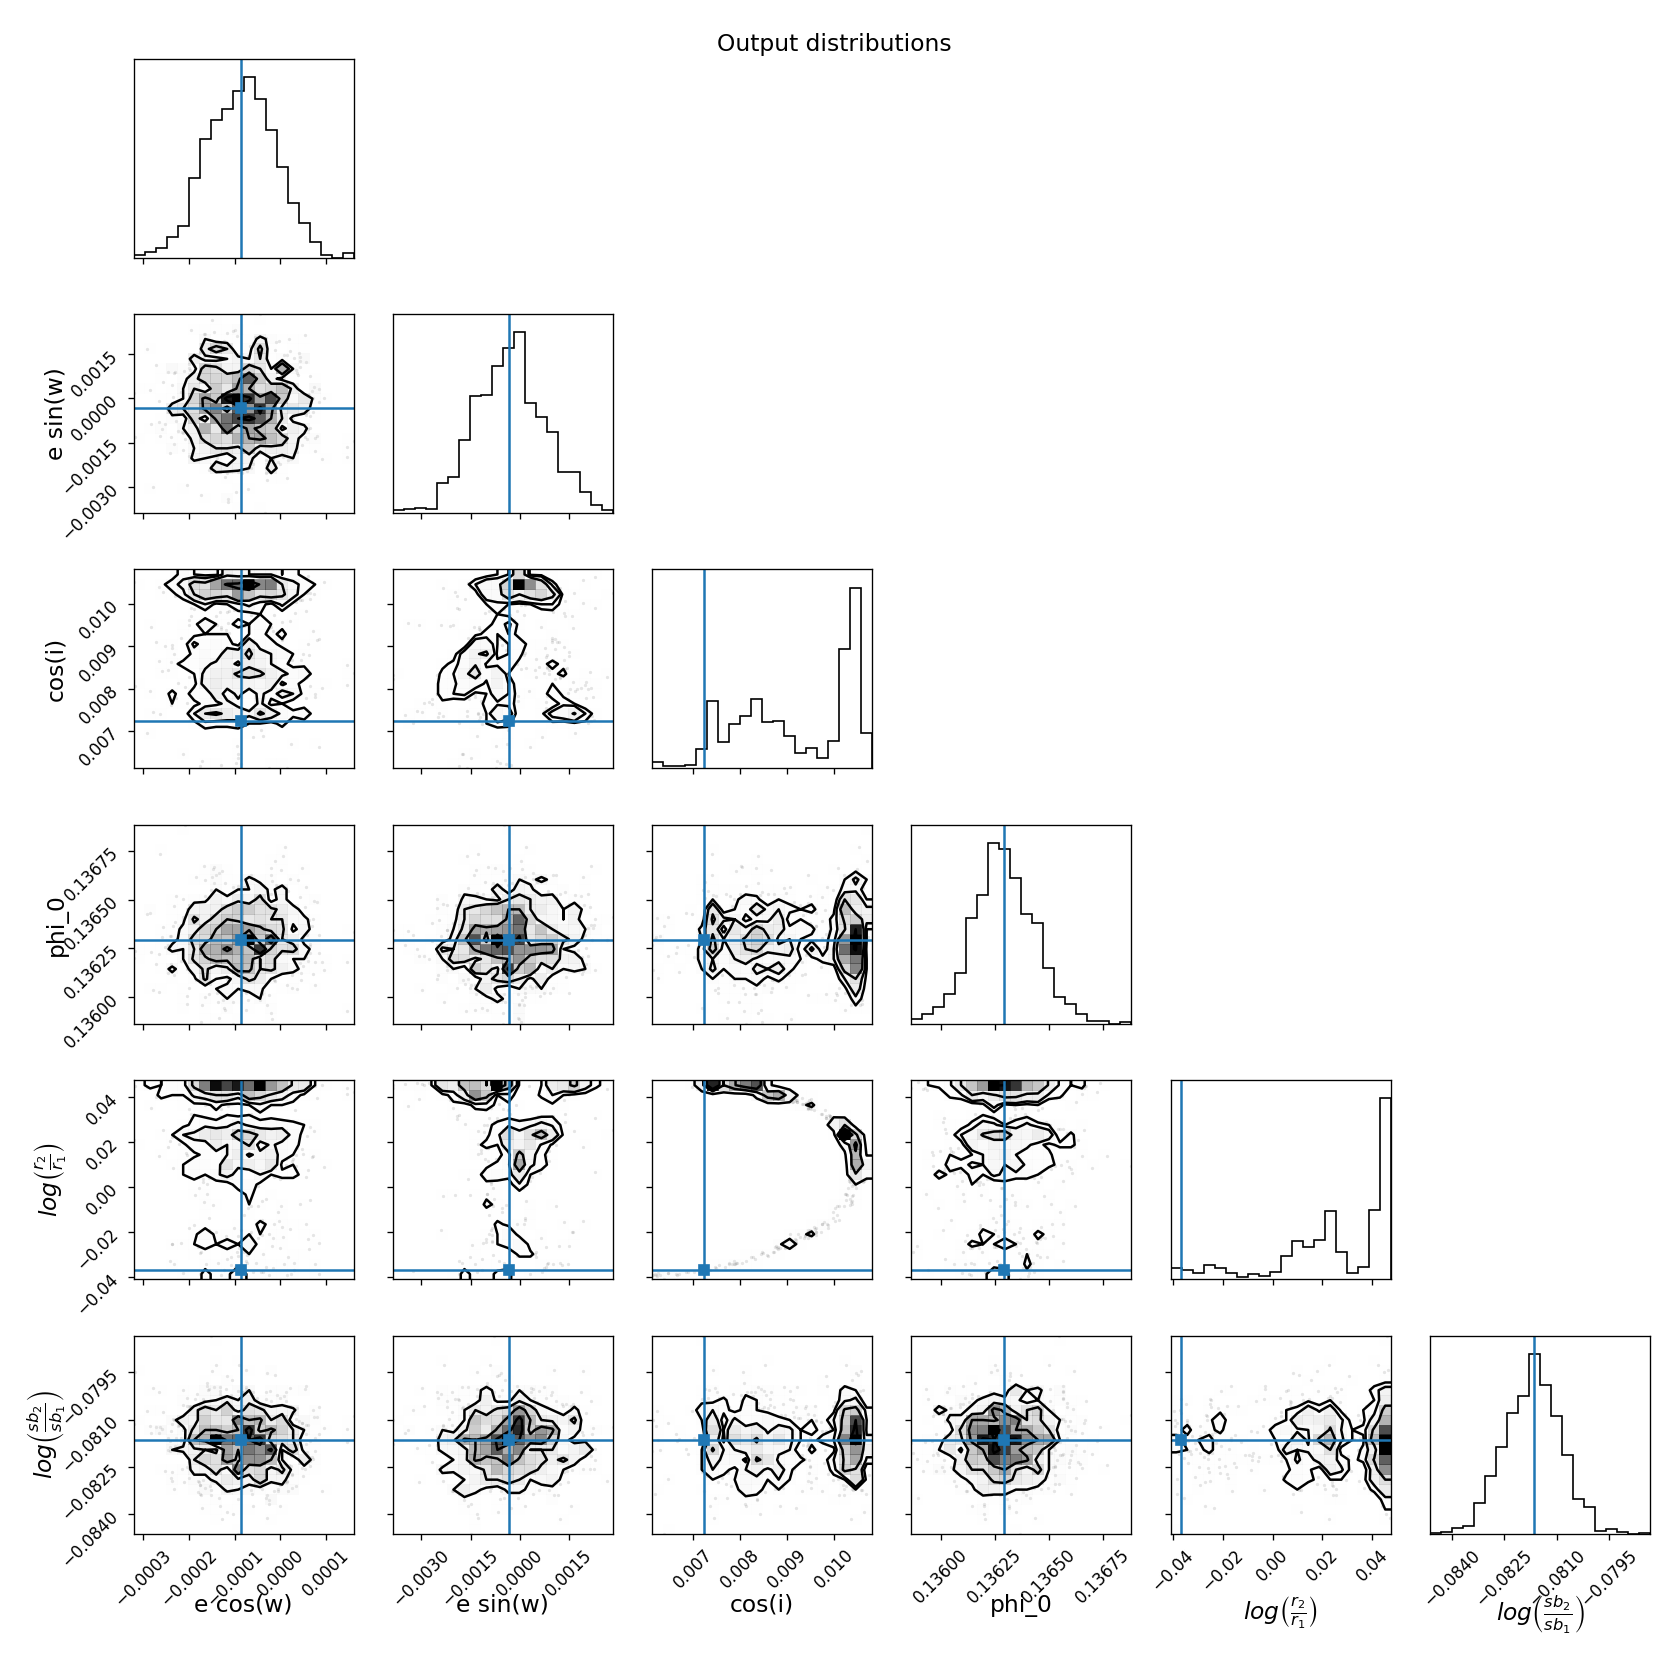 Output distributions
e sin(w)
0.0015
0.0000
−0.0015
−0.0030
cos(i)
0.010
0.009
0.008
0.007
phi_0
0.13675
0.13650
0.13625
0.13600
log(r₂/r₁)
0.04
0.02
0.00
−0.02
−0.04
log(sb₂/sb₁)
−0.0795
−0.0810
−0.0825
−0.0840
−0.0003 −0.0002 −0.0001 −0.0000 0.0001
−0.0030 −0.0015 −0.0000 0.0015
0.007 0.008 0.009 0.010
0.13600 0.13625 0.13650 0.13675
−0.04 −0.02 0.00 0.02 0.04
−0.0840 −0.0825 −0.0810 −0.0795
e cos(w) e sin(w) cos(i) phi_0 log(r₂/r₁) log(sb₂/sb₁)